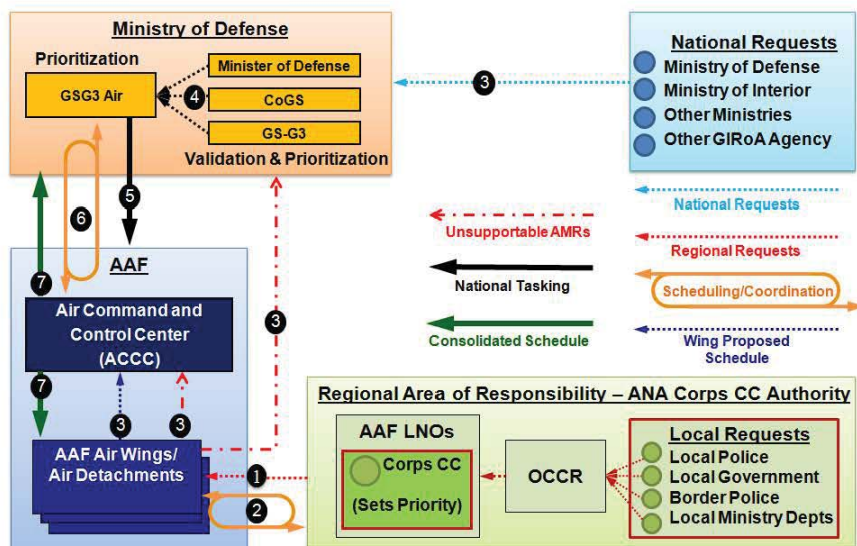 Ministry of Defense
Prioritization
GSG3 Air
Minister of Defense
4
CoGS
GS-G3
Validation & Prioritization
3
National Requests
Ministry of Defense
Ministry of Interior
Other Ministries
Other GIRoA Agency
5
6
7
National Requests
Unsupportable AMRs
Regional Requests
National Tasking
Scheduling/Coordination
Consolidated Schedule
Wing Proposed
Schedule
AAF
Air Command and
Control Center
(ACCC)
3
7
3
3
AAF Air Wings/
Air Detachments
1
2
Regional Area of Responsibility – ANA Corps CC Authority
AAF LNOs
Corps CC
(Sets Priority)
OCCR
Local Requests
Local Police
Local Government
Border Police
Local Ministry Depts